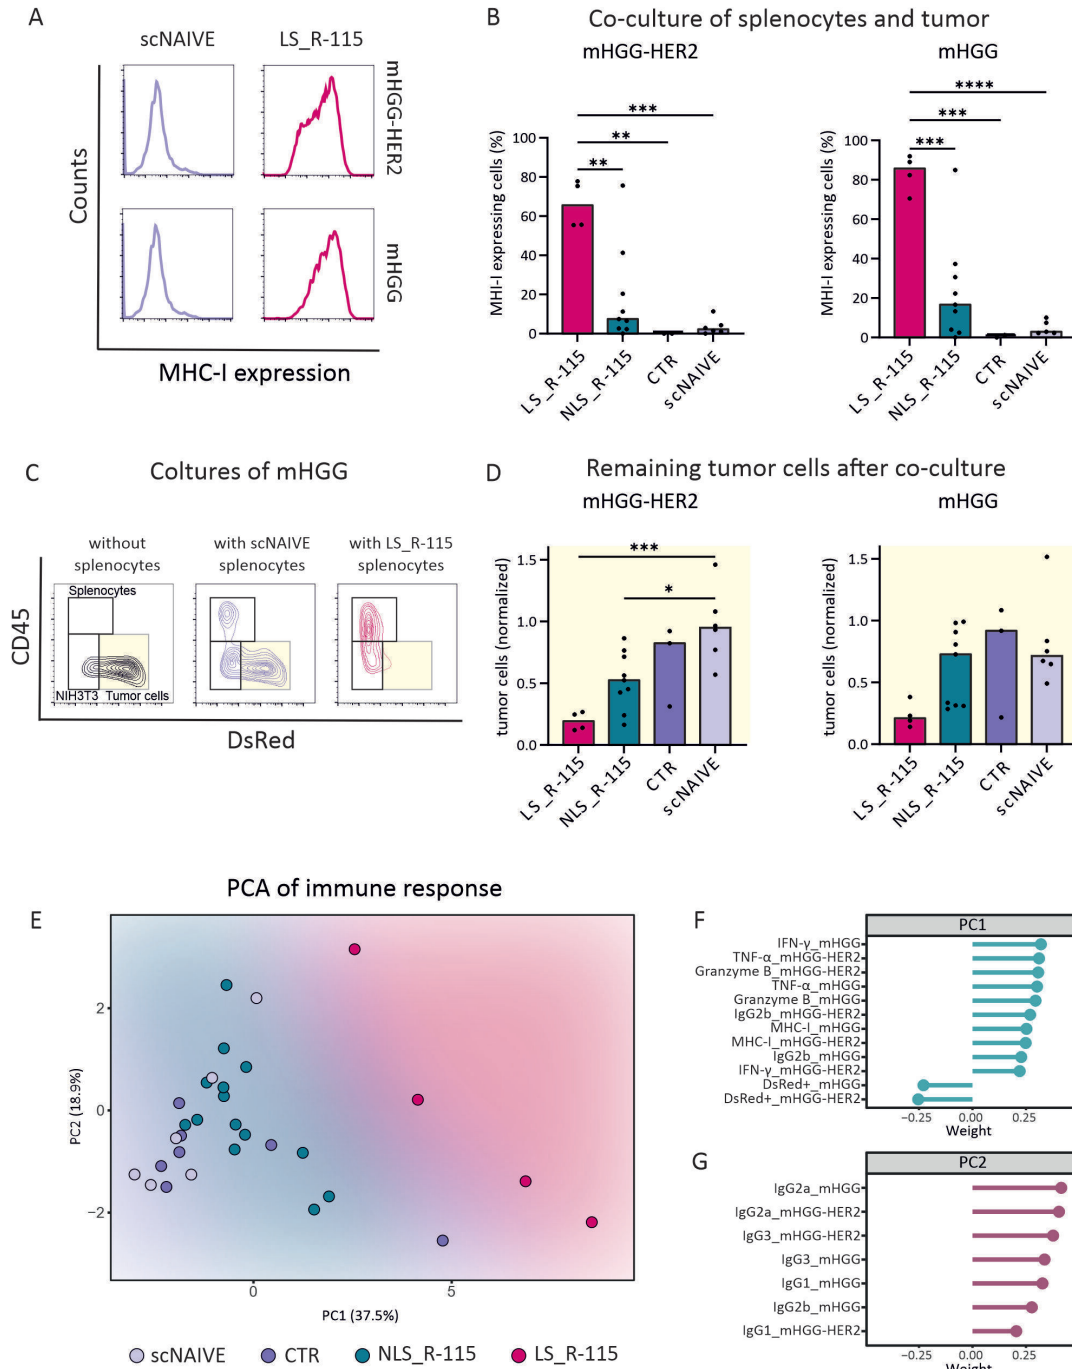 A
scNAIVE
LS_R-115
mHGG-HER2
mHGG
Counts
MHC-I expression
B
Co-culture of splenocytes and tumor
mHGG-HER2
mHGG
***
**
**
****
***
***
MHI-I expressing cells (%)
100
80
60
40
20
0
LS_R-115
NLS_R-115
CTR
scNAIVE
MHI-I expressing cells (%)
100
80
60
40
20
0
LS_R-115
NLS_R-115
CTR
scNAIVE
C
Coltures of mHGG
without
splenocytes
with scNAIVE
splenocytes
with LS_R-115
splenocytes
Splenocytes
NIH3T3
Tumor cells
CD45
DsRed
D
Remaining tumor cells after co-culture
mHGG-HER2
mHGG
***
*
tumor cells (normalized)
1.5
1.0
0.5
0.0
LS_R-115
NLS_R-115
CTR
scNAIVE
tumor cells (normalized)
1.5
1.0
0.5
0.0
LS_R-115
NLS_R-115
CTR
scNAIVE
E
PCA of immune response
PC2 (18.9%)
2
0
−2
0
5
PC1 (37.5%)
scNAIVE
CTR
NLS_R-115
LS_R-115
F
PC1
IFN-γ_mHGG
TNF-α_mHGG-HER2
Granzyme B_mHGG-HER2
TNF-α_mHGG
Granzyme B_mHGG
IgG2b_mHGG-HER2
MHC-I_mHGG
MHC-I_mHGG-HER2
IgG2b_mHGG
IFN-γ_mHGG-HER2
DsRed+_mHGG
DsRed+_mHGG-HER2
−0.25
0.00
0.25
Weight
G
PC2
IgG2a_mHGG
IgG2a_mHGG-HER2
IgG3_mHGG-HER2
IgG3_mHGG
IgG1_mHGG
IgG2b_mHGG
IgG1_mHGG-HER2
−0.25
0.00
0.25
Weight